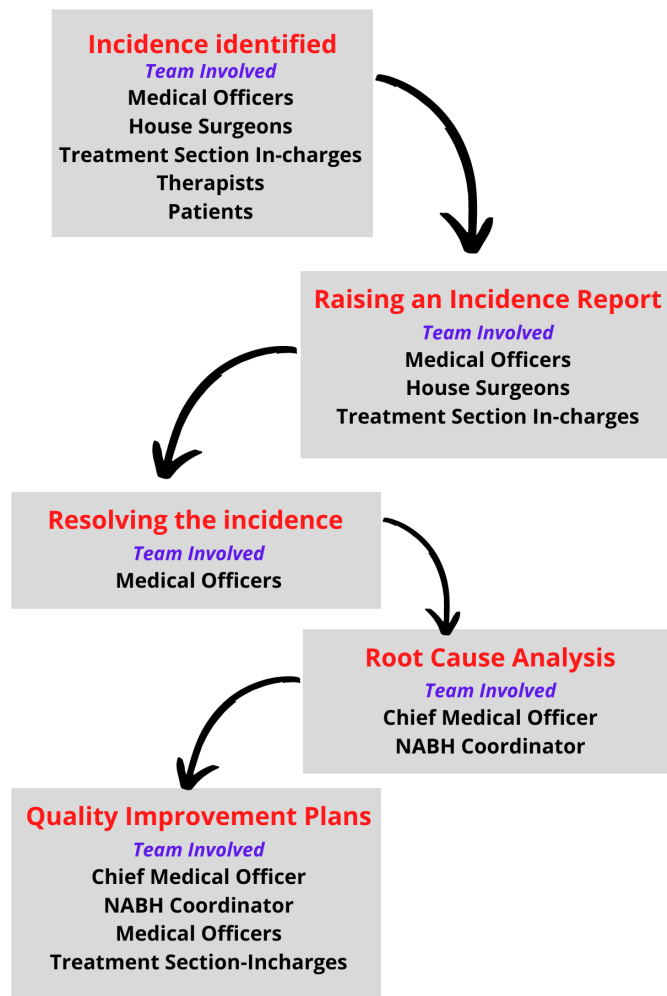 Incidence identified
Team Involved
Medical Officers
House Surgeons
Treatment Section In-charges
Therapists
Patients
Raising an Incidence Report
Team Involved
Medical Officers
House Surgeons
Treatment Section In-charges
Resolving the incidence
Team Involved
Medical Officers
Root Cause Analysis
Team Involved
Chief Medical Officer
NABH Coordinator
Quality Improvement Plans
Team Involved
Chief Medical Officer
NABH Coordinator
Medical Officers
Treatment Section-Incharges